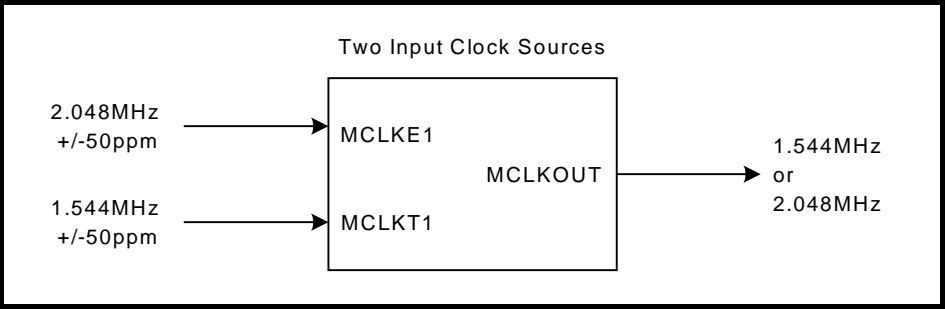 Two Input Clock Sources
2.048MHz
+/-50ppm
MCLKE1
MCLKOUT
1.544MHz
or
2.048MHz
1.544MHz
+/-50ppm
MCLKT1